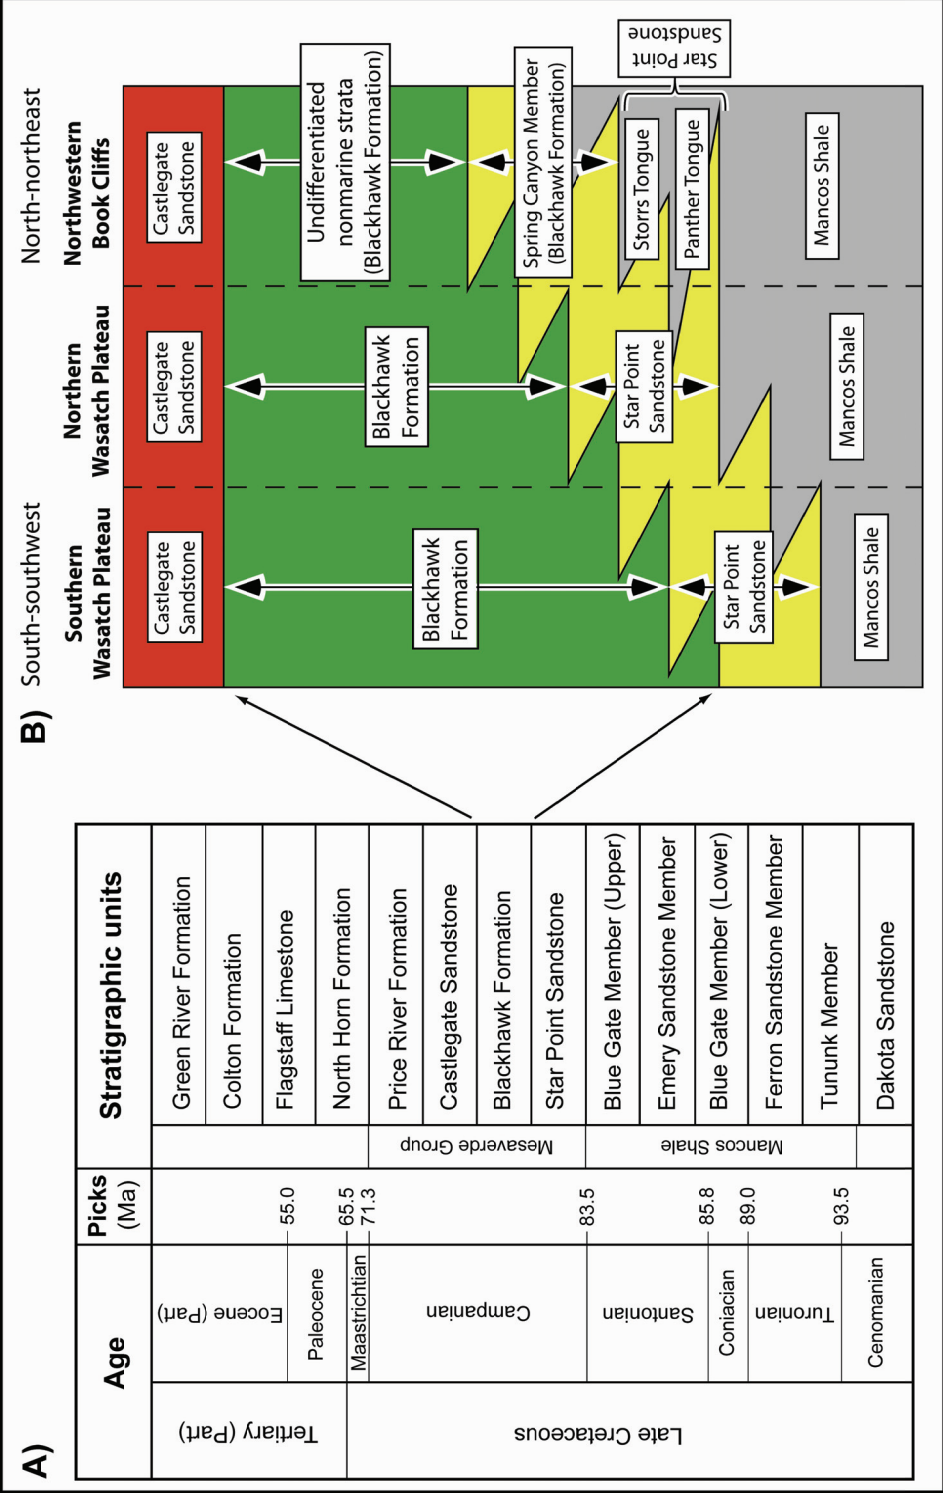 A)
Age
Picks
(Ma)
Stratigraphic units
Tertiary (Part)
Late Cretaceous
Eocene (Part)
Paleocene
Maastrichtian
Campanian
Santonian
Coniacian
Turonian
Cenomanian
55.0
65.5
71.3
83.5
85.8
89.0
93.5
Mesaverde Group
Mancos Shale
Green River Formation
Colton Formation
Flagstaff Limestone
North Horn Formation
Price River Formation
Castlegate Sandstone
Blackhawk Formation
Star Point Sandstone
Blue Gate Member (Upper)
Emery Sandstone Member
Blue Gate Member (Lower)
Ferron Sandstone Member
Tununk Member
Dakota Sandstone
B)
South-southwest
North-northeast
Southern
Wasatch Plateau
Northern
Wasatch Plateau
Northwestern
Book Cliffs
Castlegate
Sandstone
Castlegate
Sandstone
Castlegate
Sandstone
Blackhawk
Formation
Blackhawk
Formation
Undifferentiated
nonmarine strata
(Blackhawk Formation)
Spring Canyon Member
(Blackhawk Formation)
Star Point
Sandstone
Star Point
Sandstone
Storrs Tongue
Panther Tongue
Star Point
Sandstone
Mancos Shale
Mancos Shale
Mancos Shale